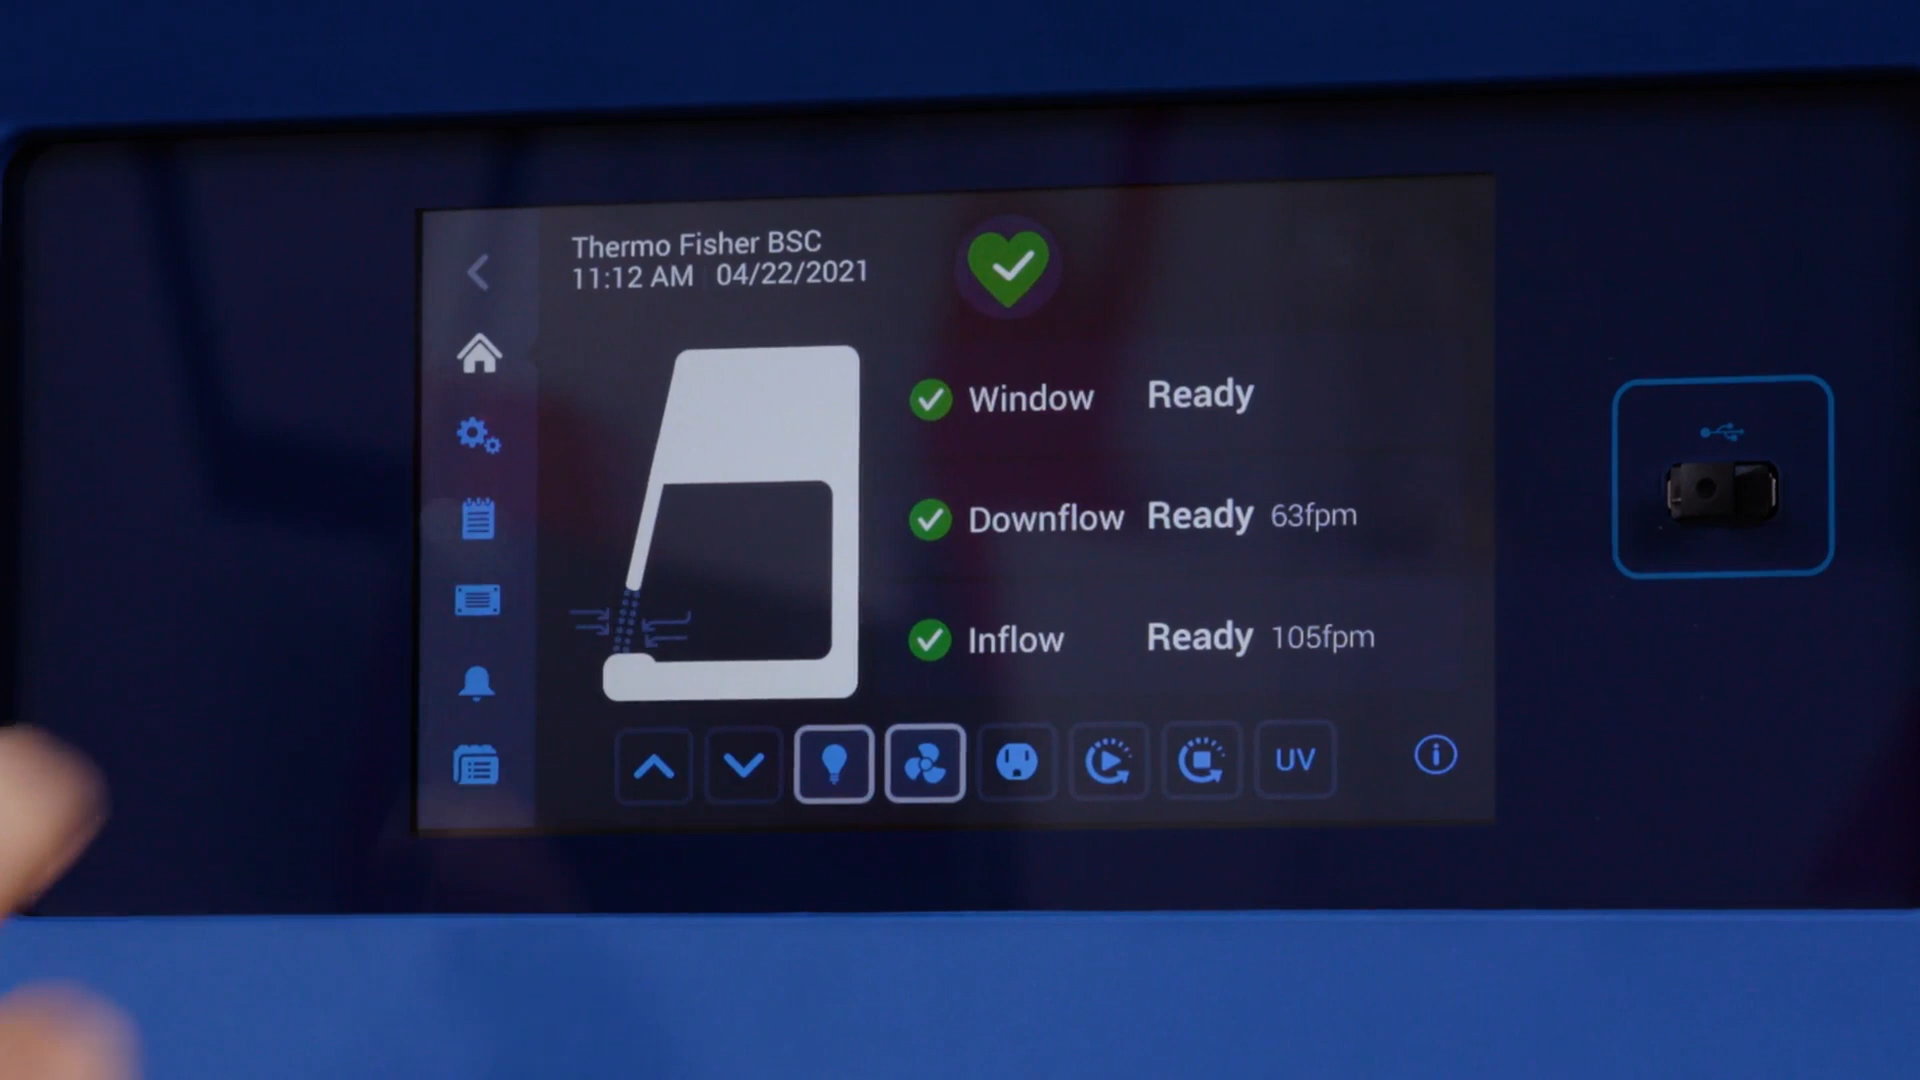 Thermo Fisher BSC
11:12 AM 04/22/2021
Window Ready
Downflow Ready 63fpm
Inflow Ready 105fpm
UV